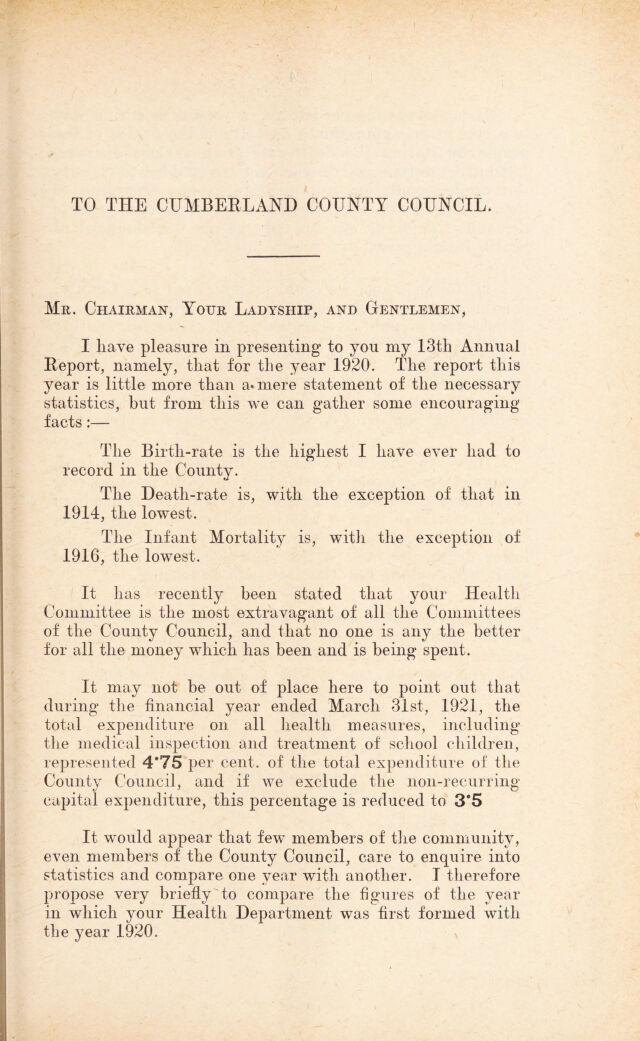 TO THE CUMBERLAND COUNTY COUNCIL.
Mr. Chairman, Your Ladyship, and Gentlemen,
I have pleasure in presenting to you my 13th Annual
Report, namely, that for the year 1920. The report this
year is little more than a mere statement of the necessary
statistics, but from this we can gather some encouraging
facts:—
The Birth-rate is the highest I have ever had to
record in the County.
The Death-rate is, with the exception of that in
1914, the lowest.
The Infant Mortality is, with the exception of
1916, the lowest.
It has recently been stated that your Health
Committee is the most extravagant of all the Committees
of the County Council, and that no one is any the better
for all the money which has been and is being spent.
It may not be out of place here to point out that
during the financial year ended March 31st, 1921, the
total expenditure on all health measures, including
the medical inspection and treatment of school children,
represented 4·75 per cent. of the total expenditure of the
County Council, and if we exclude the non-recurring
capital expenditure, this percentage is reduced to 3·5
It would appear that few members of the community,
even members of the County Council, care to enquire into
statistics and compare one year with another. I therefore
propose very briefly to compare the figures of the year
in which your Health Department was first formed with
the year 1920.